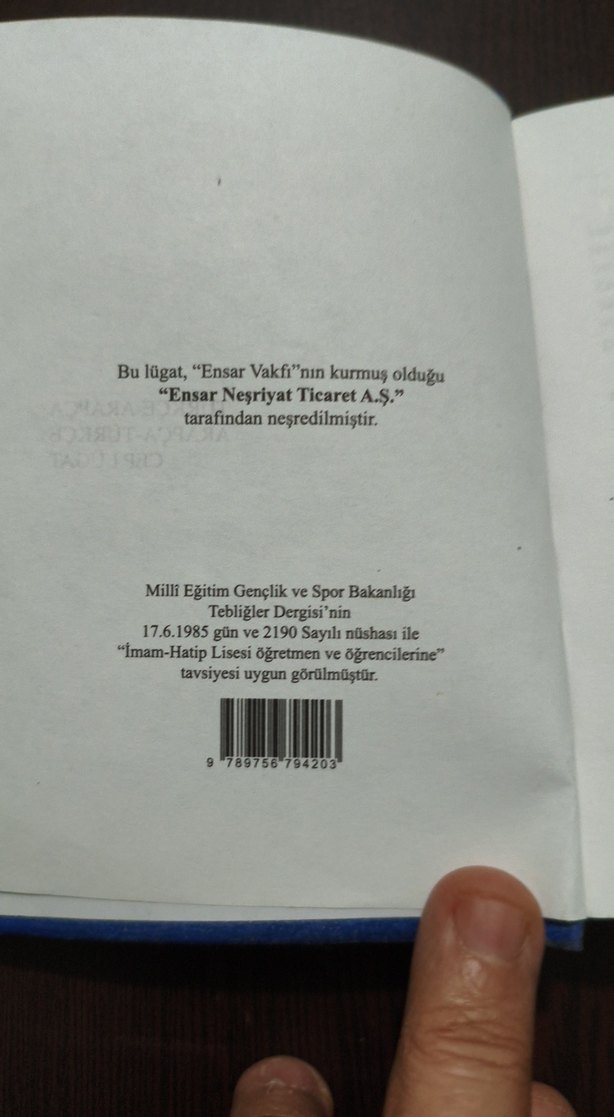 Bu lügat, “Ensar Vakfı”nın kurmuş olduğu
“Ensar Neşriyat Ticaret A.Ş.”
tarafından neşredilmiştir.
Millî Eğitim Gençlik ve Spor Bakanlığı
Tebliğler Dergisi’nin
17.6.1985 gün ve 2190 Sayılı nüshası ile
“İmam-Hatip Lisesi öğretmen ve öğrencilerine”
tavsiyesi uygun görülmüştür.
9 789756 794203